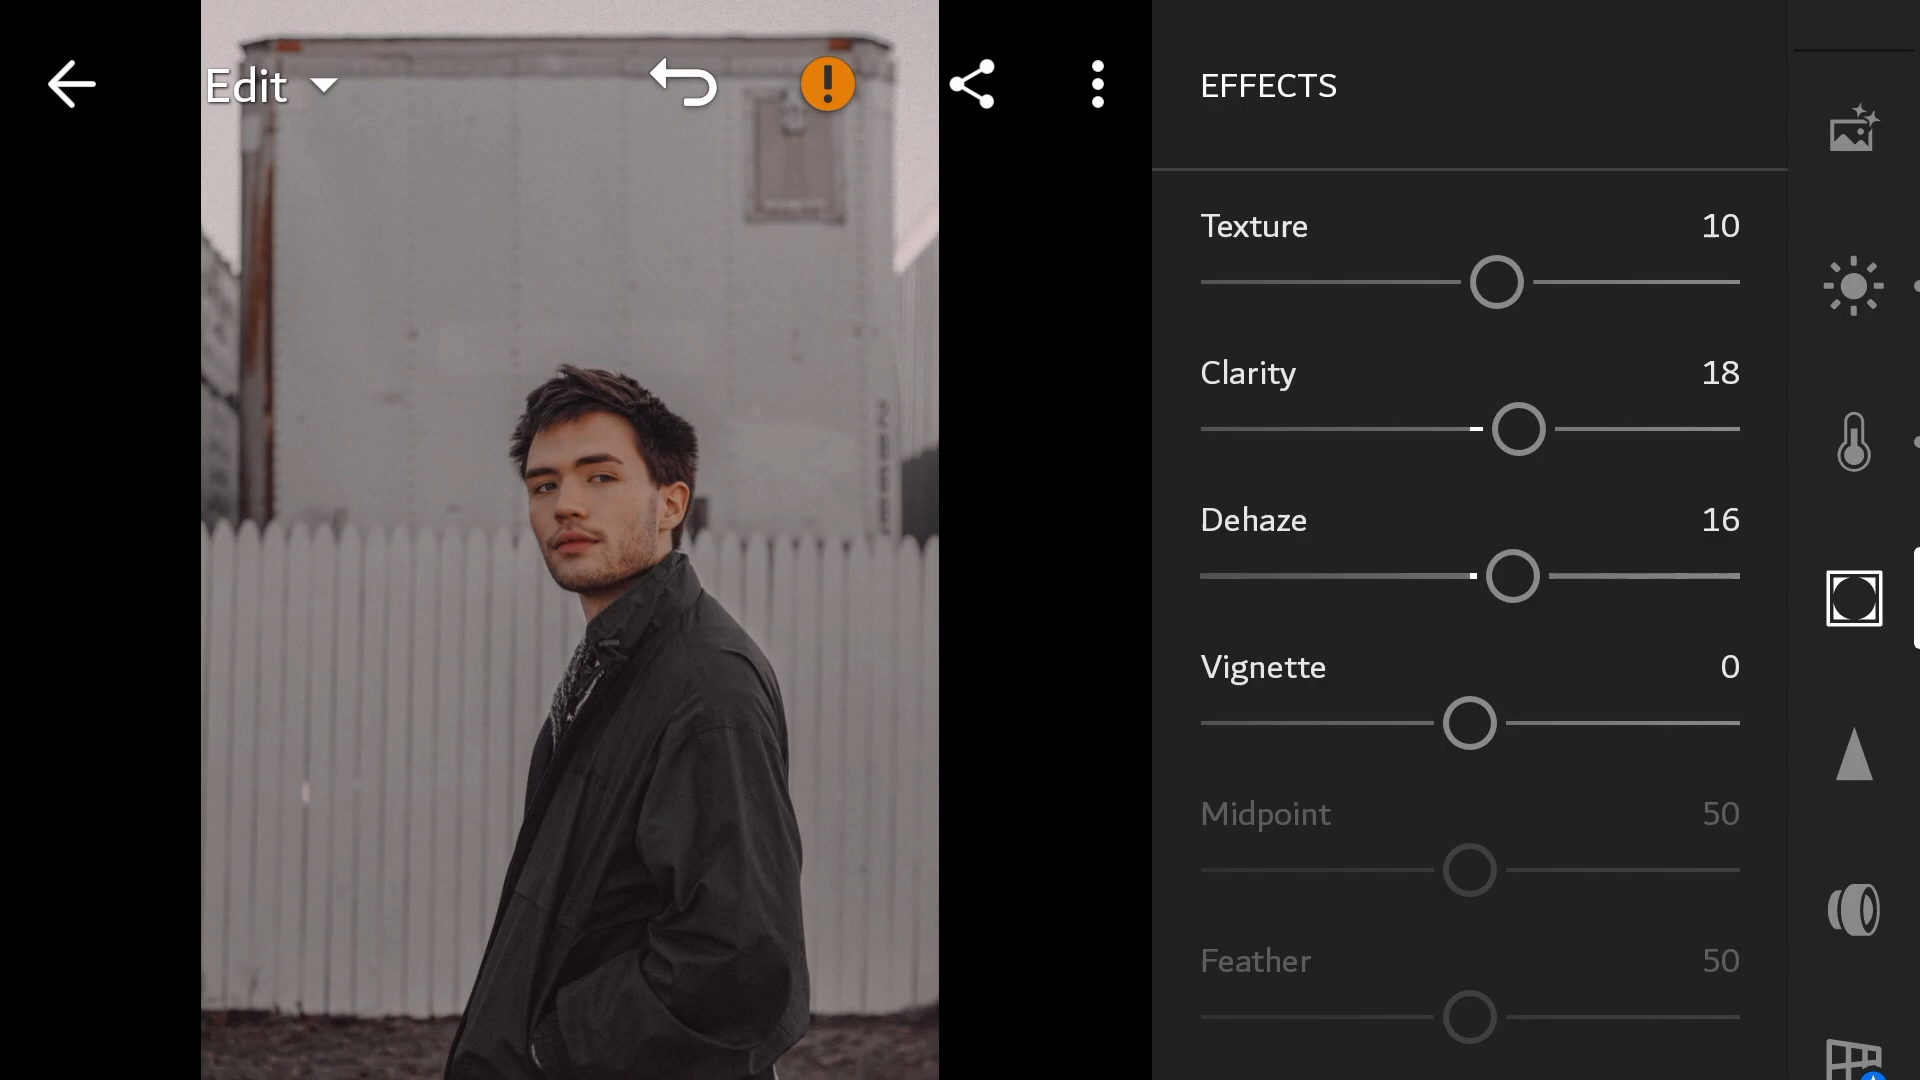 Edit
EFFECTS
Texture 10
Clarity 18
Dehaze 16
Vignette 0
Midpoint 50
Feather 50